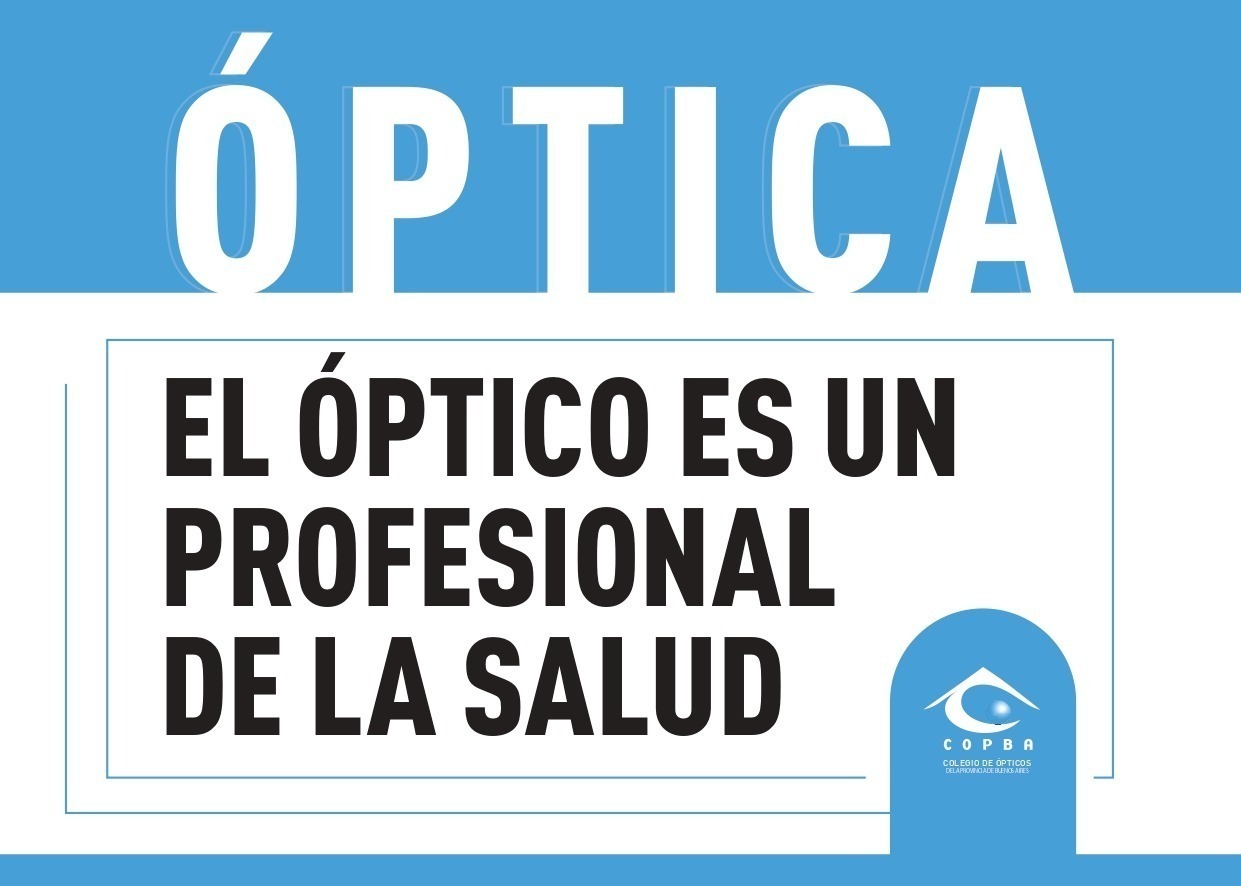 ÓPTICA
EL ÓPTICO ES UN
PROFESIONAL
DE LA SALUD
COPBA
COLEGIO DE ÓPTICOS
DE LA PROVINCIA DE BUENOS AIRES